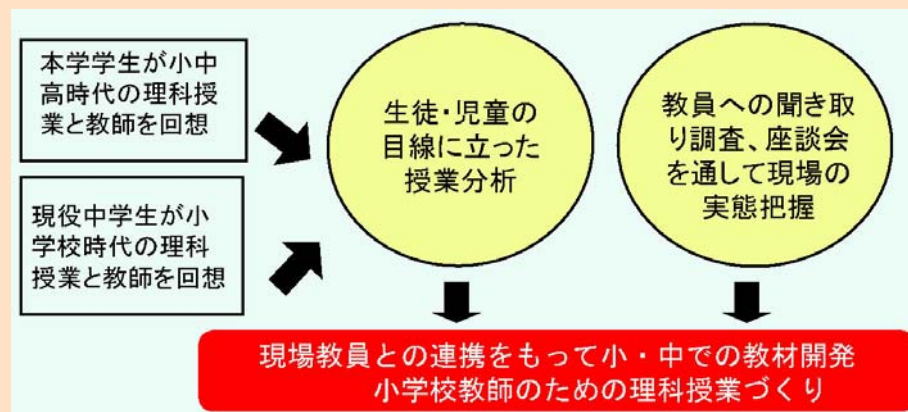 本学学生が小中
高時代の理科授
業と教師を回想
現役中学生が小
学校時代の理科
授業と教師を回想
生徒・児童の
目線に立った
授業分析
教員への聞き取
り調査、座談会
を通して現場の
実態把握
現場教員との連携をもって小・中での教材開発
小学校教師のための理科授業づくり